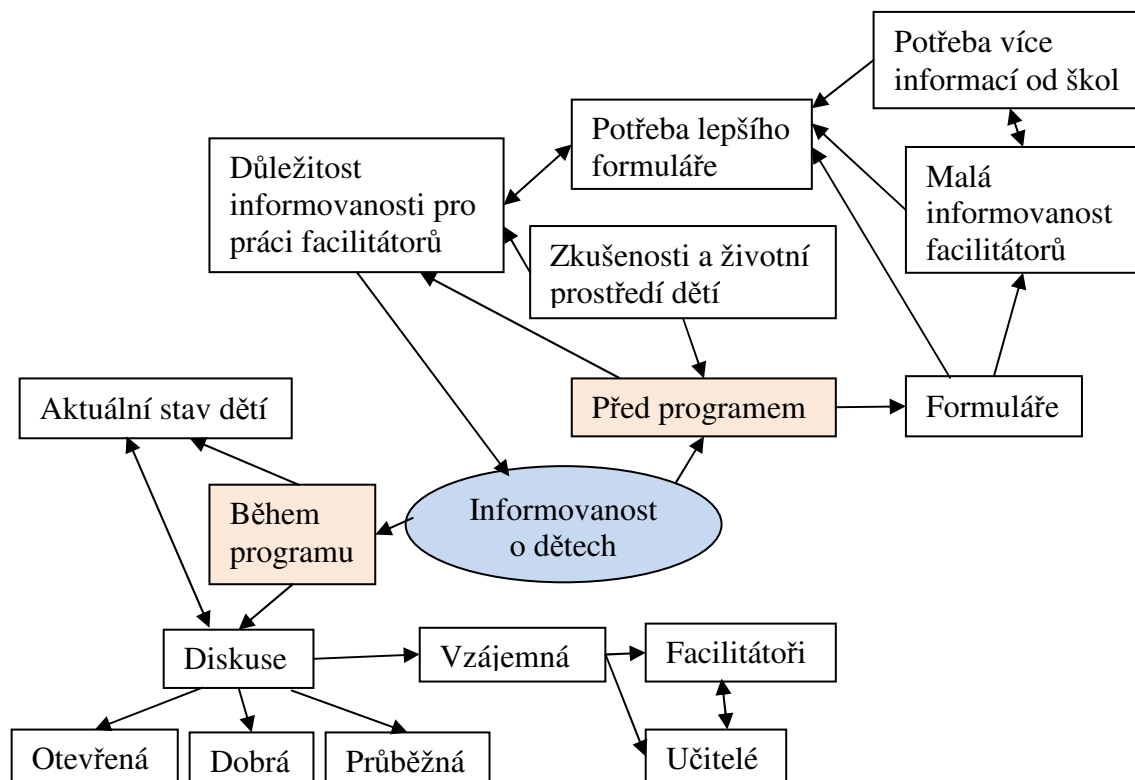 Potřeba více
informací od škol
Potřeba lepšího
formuláře
Důležitost
informovanosti pro
práci facilitátorů
Malá
informovanost
facilitátorů
Zkušenosti a životní
prostředí dětí
Aktuální stav dětí
Před programem
Formuláře
Během
programu
Informovanost
o dětech
Diskuse
Vzájemná
Facilitátoři
Otevřená
Dobrá
Průběžná
Učitelé